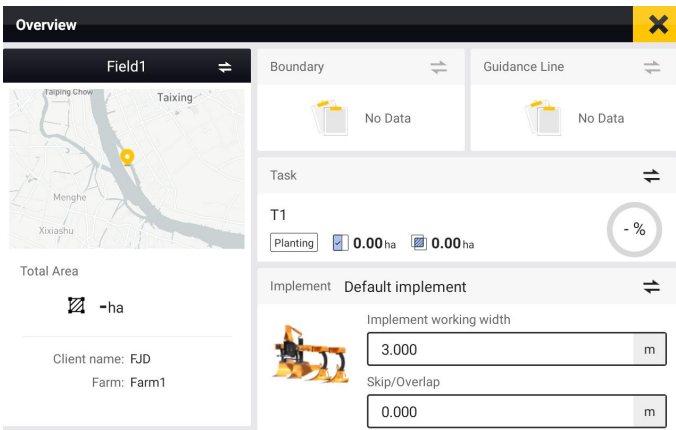 Overview
Field1
Taiping Chow
Taixing
Menghe
Xixiashu
Total Area
-ha
Client name: FJD
Farm: Farm1
Boundary
No Data
Guidance Line
No Data
Task
T1
Planting 0.00 ha 0.00 ha
- %
Implement Default implement
Implement working width
3.000 m
Skip/Overlap
0.000 m